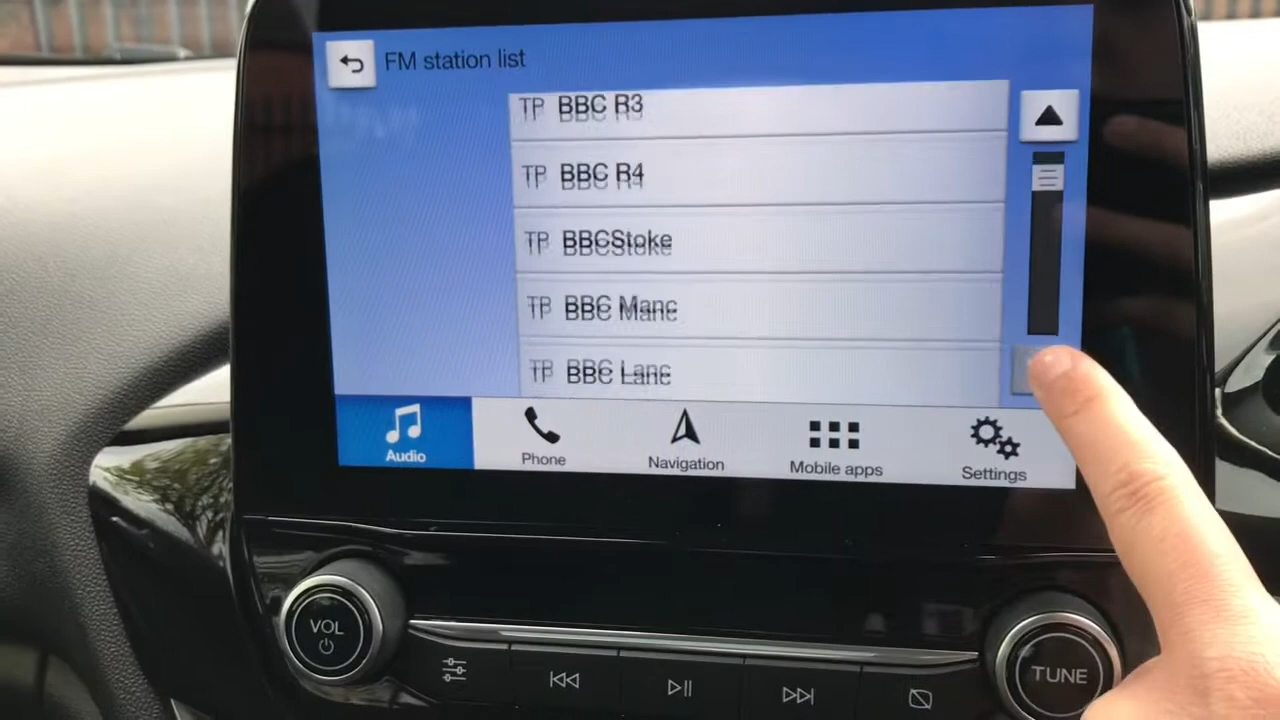 FM station list
TP BBC R3
TP BBC R4
TP BBCStoke
TP BBC Manc
TP BBC Lanc
Audio
Phone
Navigation
Mobile apps
Settings
VOL
TUNE